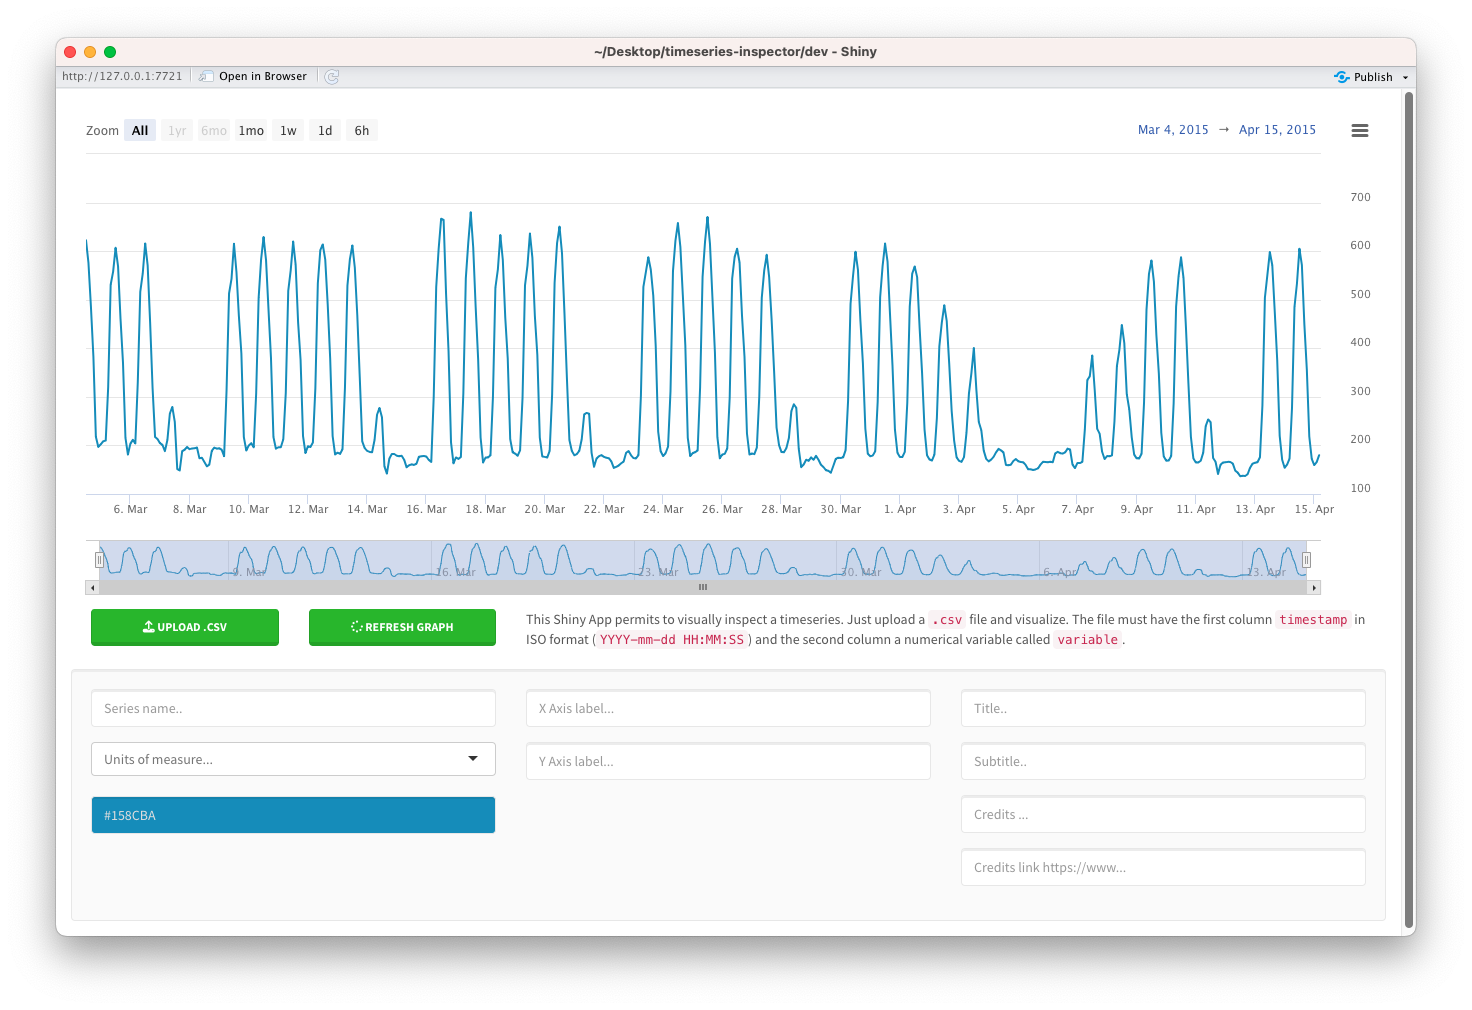 ~/Desktop/timeseries-inspector/dev - Shiny
http://127.0.0.1:7721 Open in Browser Publish
Zoom All 1yr 6mo 1mo 1w 1d 6h Mar 4, 2015 → Apr 15, 2015
700
600
500
400
300
200
100
6. Mar 8. Mar 10. Mar 12. Mar 14. Mar 16. Mar 18. Mar 20. Mar 22. Mar 24. Mar 26. Mar 28. Mar 30. Mar 1. Apr 3. Apr 5. Apr 7. Apr 9. Apr 11. Apr 13. Apr 15. Apr
9. Mar 16. Mar 23. Mar 30. Mar 6. Apr 13. Apr
UPLOAD .CSV REFRESH GRAPH
This Shiny App permits to visually inspect a timeseries. Just upload a .csv file and visualize. The file must have the first column timestamp in
ISO format ( YYYY-mm-dd HH:MM:SS ) and the second column a numerical variable called variable .
Series name.. X Axis label... Title..
Units of measure... Y Axis label... Subtitle..
#158CBA Credits ...
Credits link https://www...